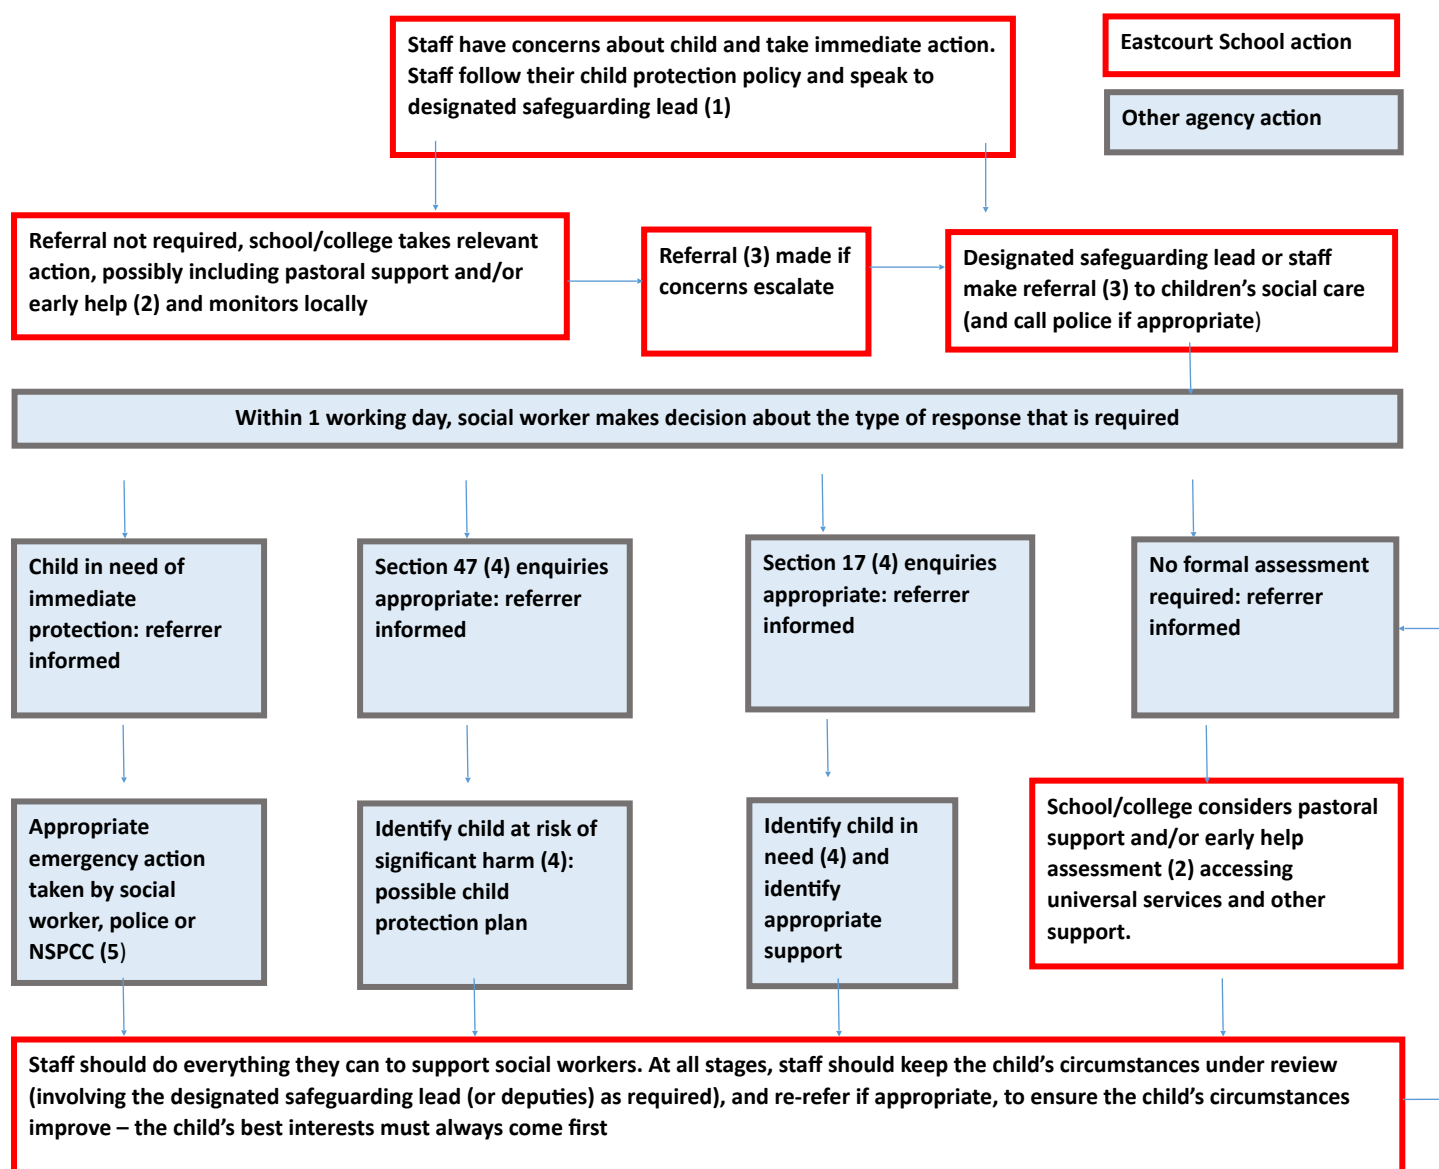 Staff have concerns about child and take immediate action.
Staff follow their child protection policy and speak to
designated safeguarding lead (1)
Eastcourt School action
Other agency action
Referral not required, school/college takes relevant
action, possibly including pastoral support and/or
early help (2) and monitors locally
Referral (3) made if
concerns escalate
Designated safeguarding lead or staff
make referral (3) to children’s social care
(and call police if appropriate)
Within 1 working day, social worker makes decision about the type of response that is required
Child in need of
immediate
protection: referrer
informed
Section 47 (4) enquiries
appropriate: referrer
informed
Section 17 (4) enquiries
appropriate: referrer
informed
No formal assessment
required: referrer
informed
Appropriate
emergency action
taken by social
worker, police or
NSPCC (5)
Identify child at risk of
significant harm (4):
possible child
protection plan
Identify child in
need (4) and
identify
appropriate
support
School/college considers pastoral
support and/or early help
assessment (2) accessing
universal services and other
support.
Staff should do everything they can to support social workers. At all stages, staff should keep the child’s circumstances under review
(involving the designated safeguarding lead (or deputies) as required), and re-refer if appropriate, to ensure the child’s circumstances
improve – the child’s best interests must always come first